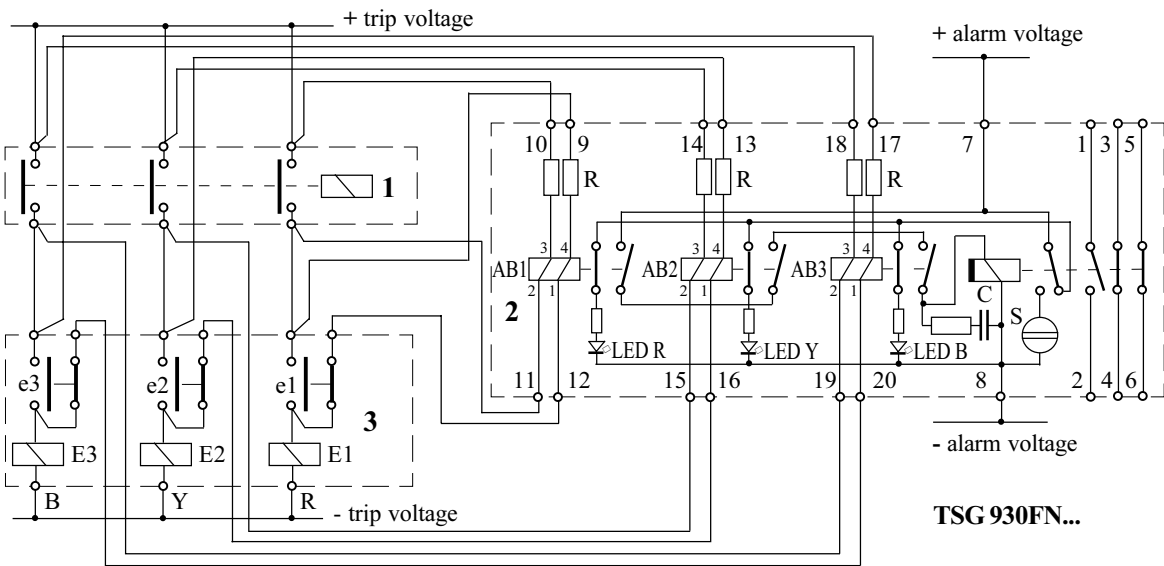 + trip voltage
+ alarm voltage
10 9 14 13 18 17 7 1 3 5
R R R
1
3 4 3 4 3 4
AB1 AB2 AB3
2 1 2 1 2 1
C
2
S
LED R LED Y LED B
e3 e2 e1
11 12 15 16 19 20 8 2 4 6
3
E3 E2 E1
- alarm voltage
B Y R
- trip voltage
TSG 930FN...